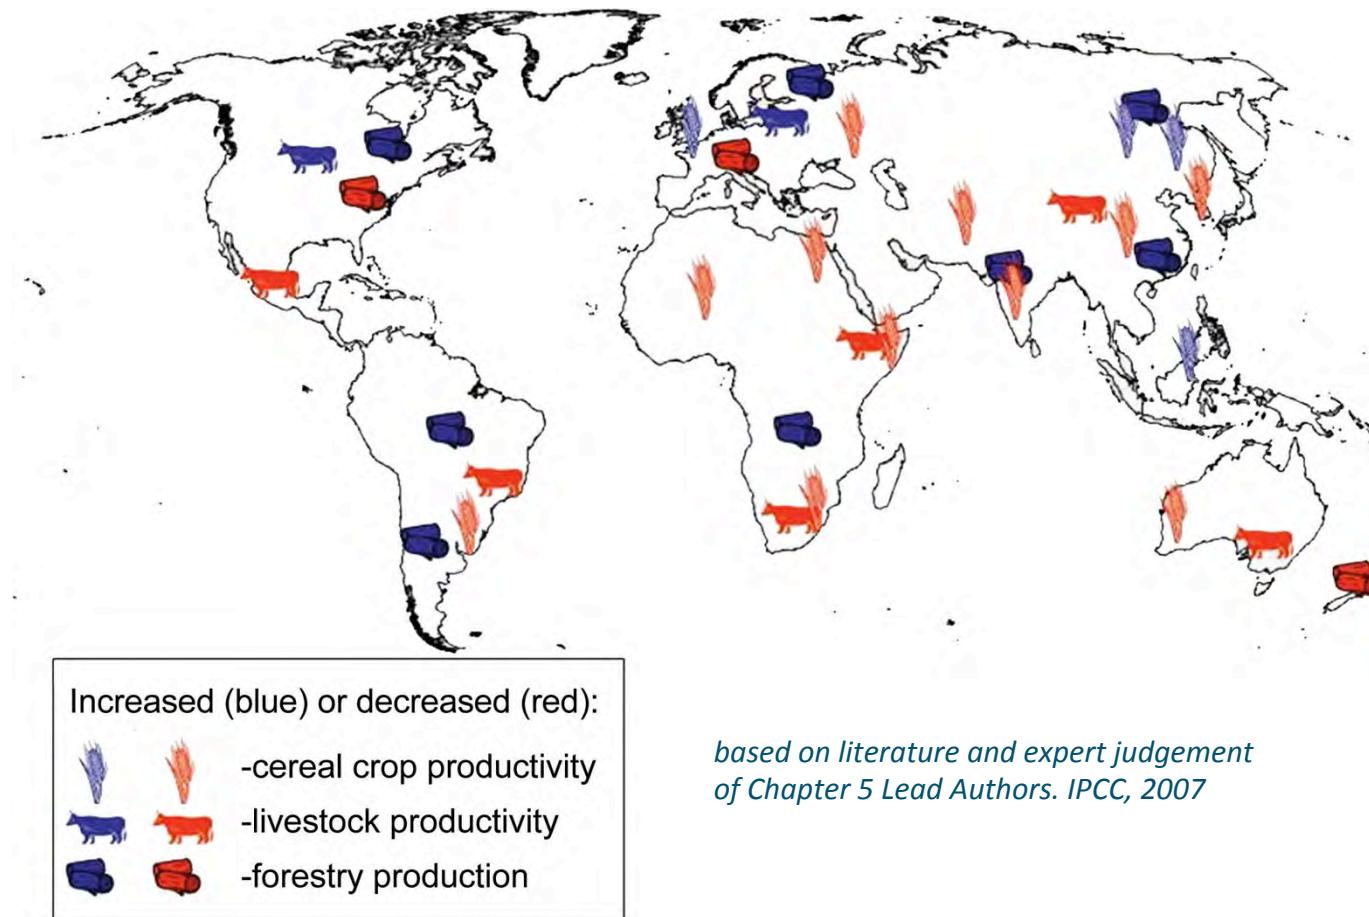 Increased (blue) or decreased (red):
-cereal crop productivity
-livestock productivity
-forestry production
based on literature and expert judgement
of Chapter 5 Lead Authors. IPCC, 2007